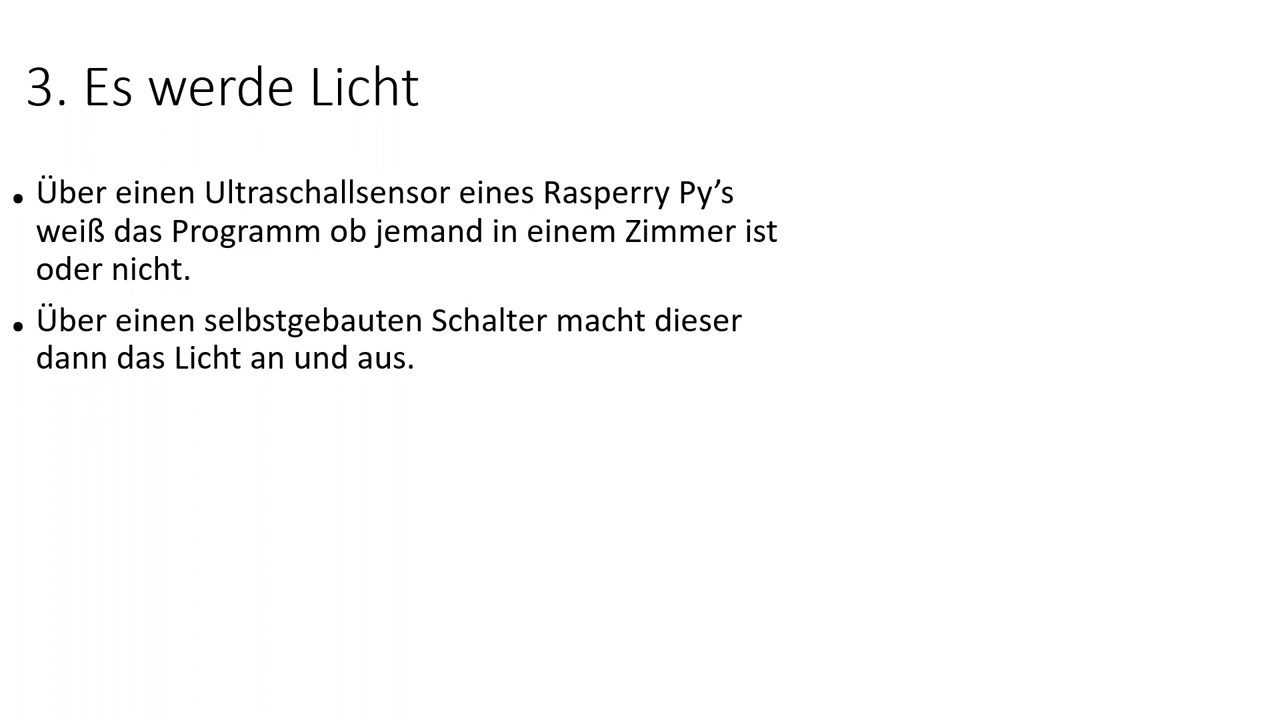 3. Es werde Licht
• Über einen Ultraschallsensor eines Rasperry Py’s
weiß das Programm ob jemand in einem Zimmer ist
oder nicht.
• Über einen selbstgebauten Schalter macht dieser
dann das Licht an und aus.